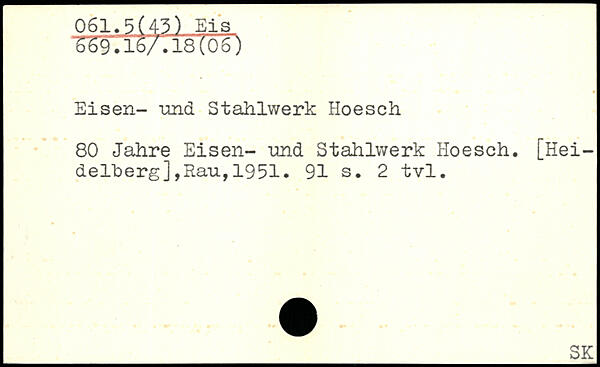 061.5(43) Eis
669.16/.18(06)
Eisen- und Stahlwerk Hoesch
80 Jahre Eisen- und Stahlwerk Hoesch. [Hei-
delberg],Rau,1951. 91 s. 2 tvl.
SK